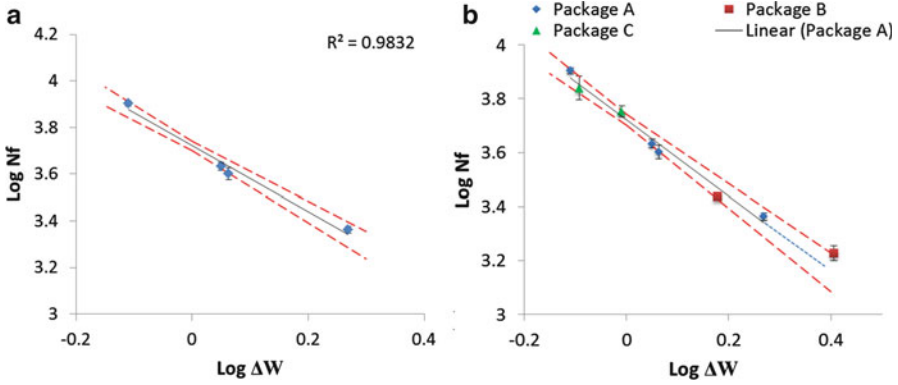 a
R² = 0.9832
4.2
4
3.8
3.6
3.4
3.2
3
Log Nf
-0.2
0
0.2
0.4
Log ΔW
b
Package A
Package B
Package C
Linear (Package A)
4
3.8
3.6
3.4
3.2
3
Log Nf
-0.2
0
0.2
0.4
Log ΔW